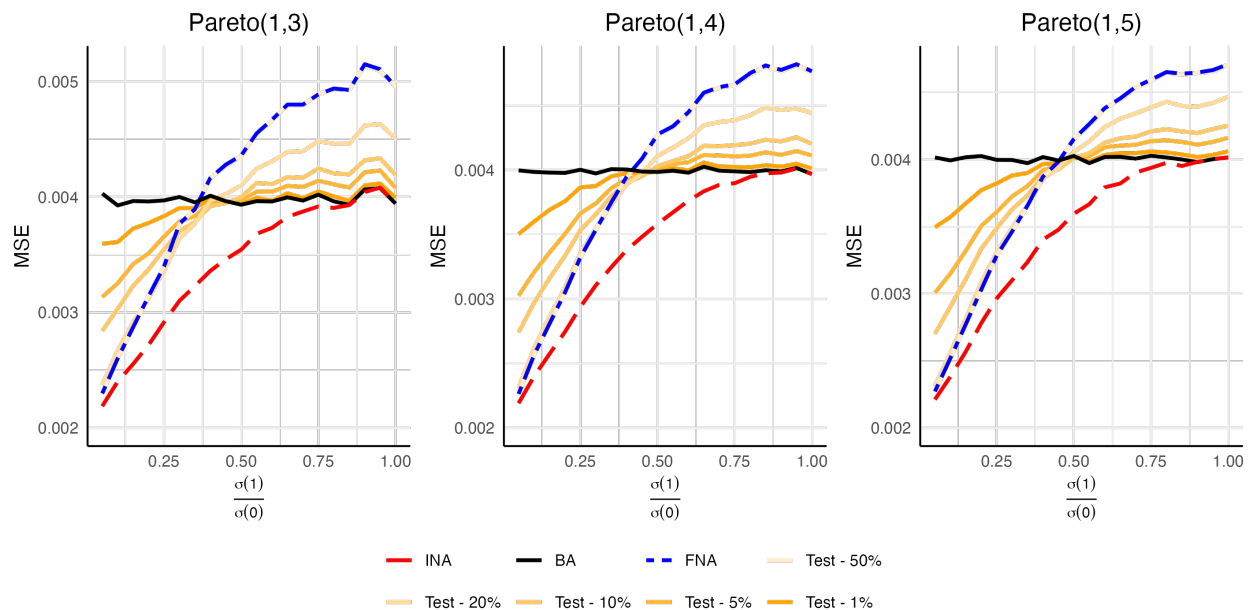 Pareto(1,3)
Pareto(1,4)
Pareto(1,5)
MSE
0.005
0.004
0.003
0.002
0.25
0.50
0.75
1.00
σ(1)
σ(0)
MSE
0.004
0.003
0.002
0.25
0.50
0.75
1.00
σ(1)
σ(0)
MSE
0.004
0.003
0.002
0.25
0.50
0.75
1.00
σ(1)
σ(0)
INA
BA
FNA
Test - 50%
Test - 20%
Test - 10%
Test - 5%
Test - 1%